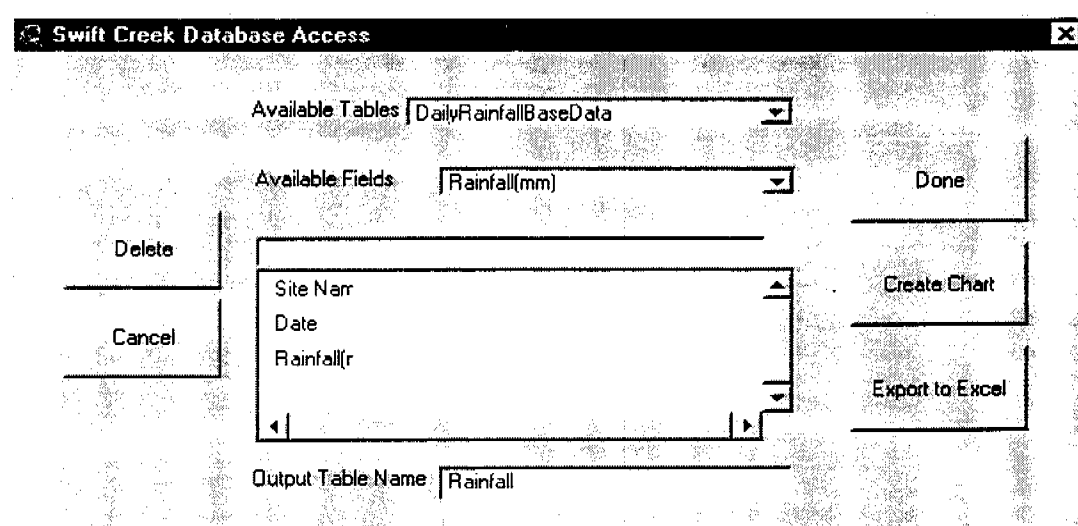 Swift Creek Database Access
Available Tables DailyRainfallBaseData
Available Fields Rainfall(mm)
Done
Delete
Site Nam
Create Chart
Date
Cancel
Rainfall(r
Export to Excel
Output Table Name Rainfall